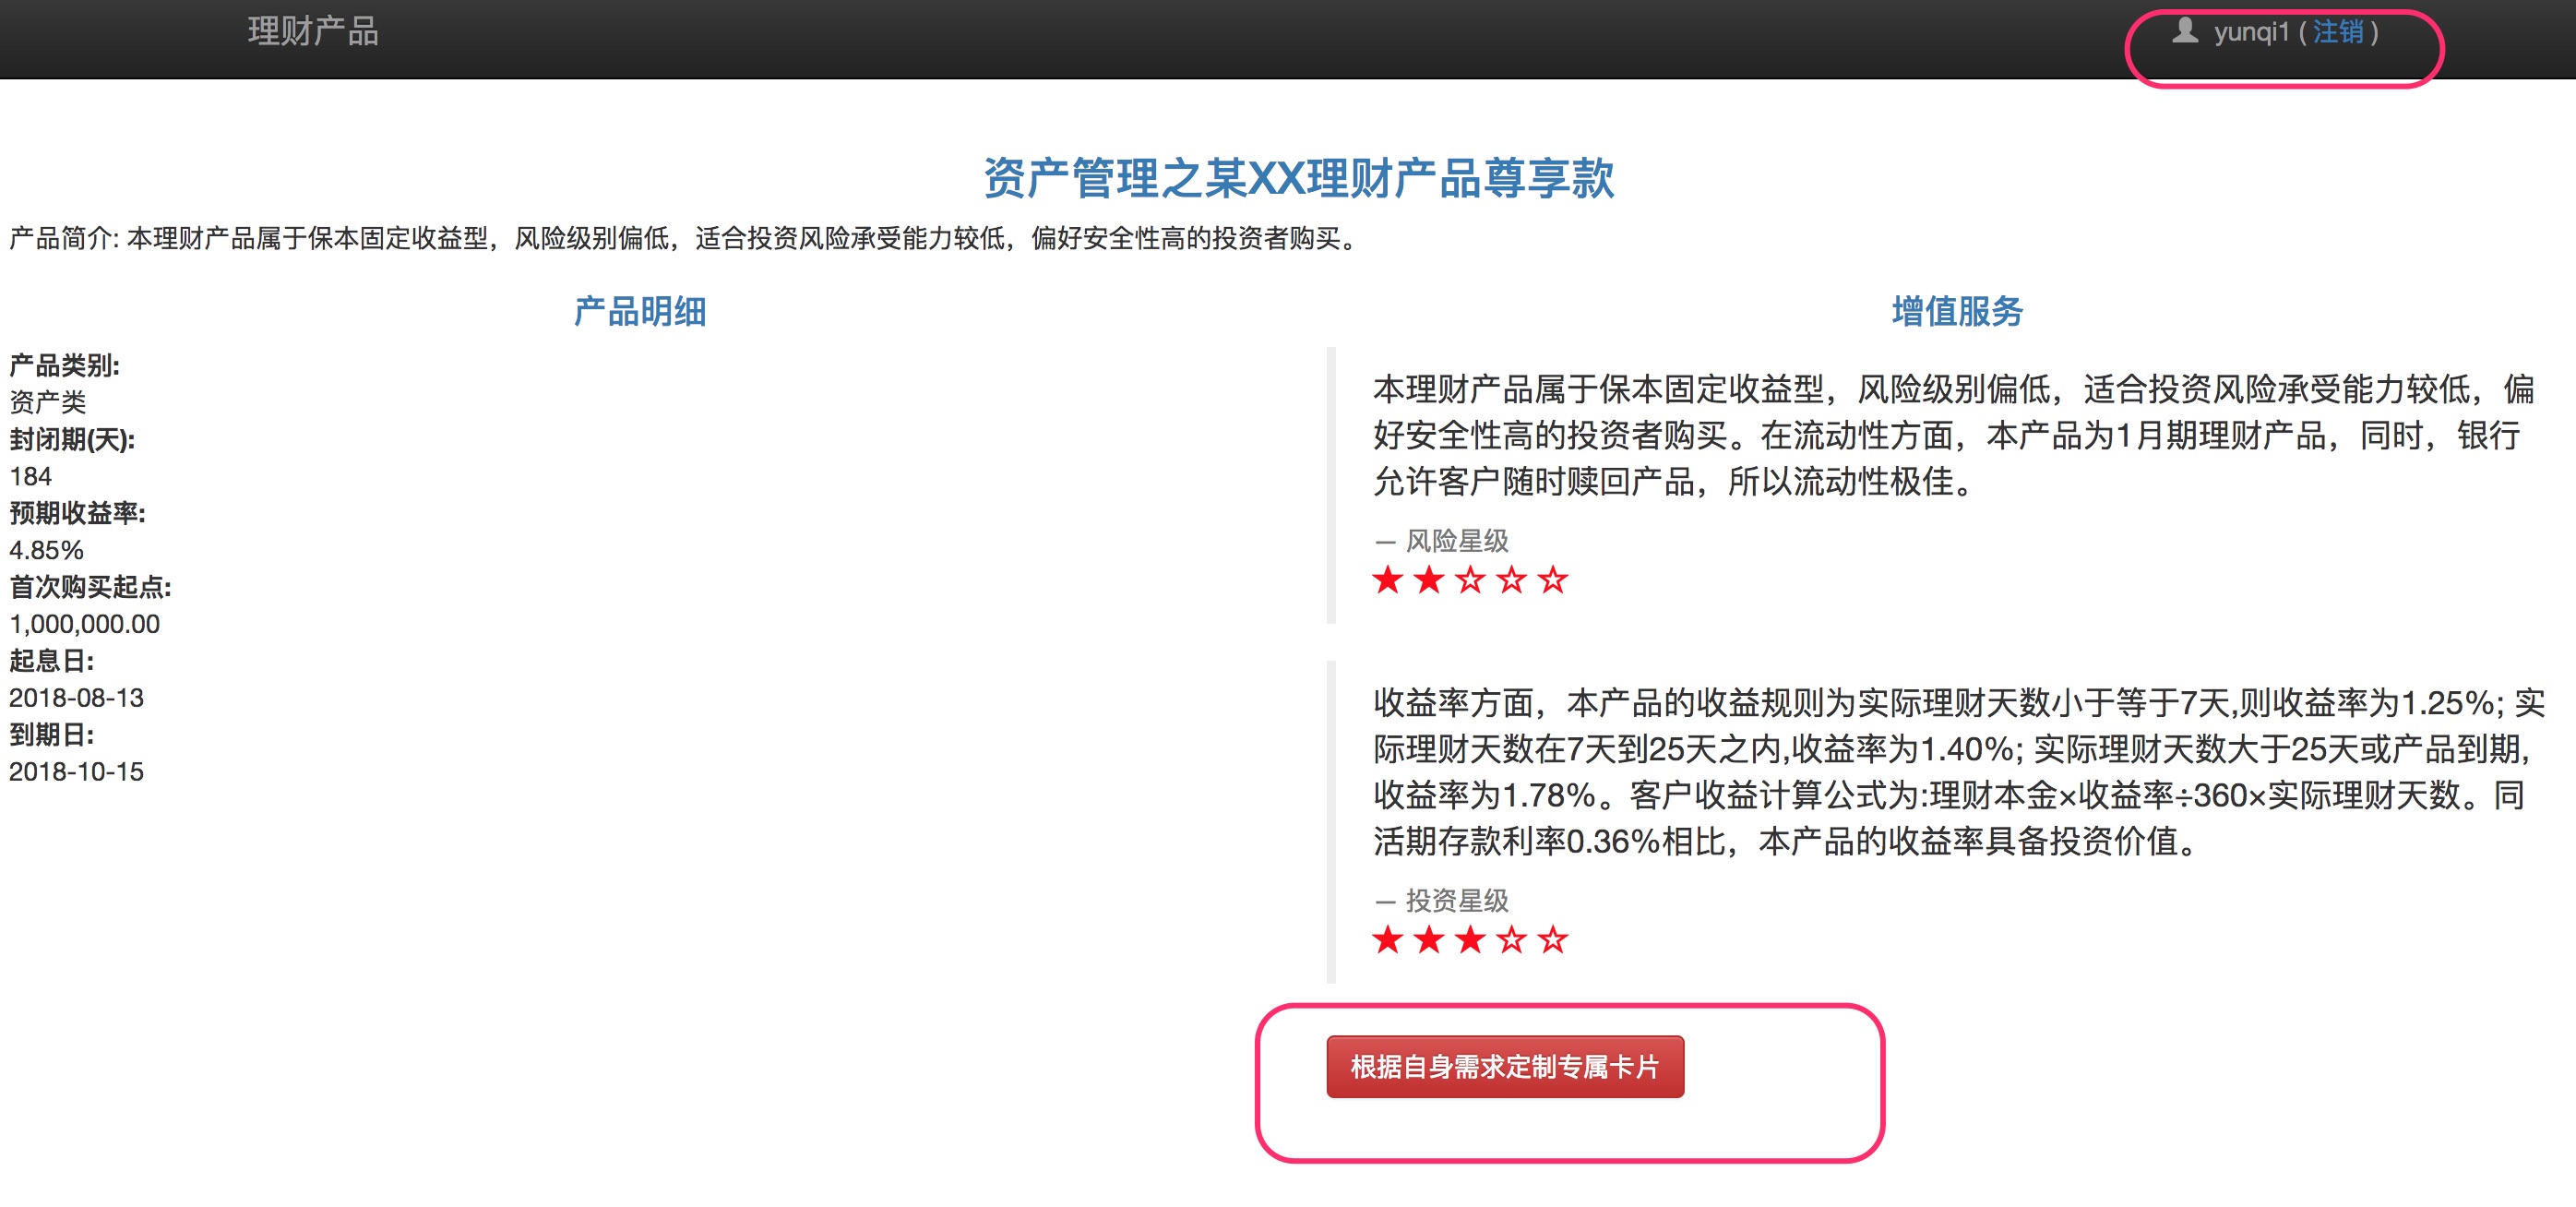 理财产品
yunqi1 ( 注销 )
资产管理之某XX理财产品尊享款
产品简介: 本理财产品属于保本固定收益型，风险级别偏低，适合投资风险承受能力较低，偏好安全性高的投资者购买。
产品明细
产品类别:
资产类
封闭期(天):
184
预期收益率:
4.85%
首次购买起点:
1,000,000.00
起息日:
2018-08-13
到期日:
2018-10-15
增值服务
本理财产品属于保本固定收益型，风险级别偏低，适合投资风险承受能力较低，偏
好安全性高的投资者购买。在流动性方面，本产品为1月期理财产品，同时，银行
允许客户随时赎回产品，所以流动性极佳。
— 风险星级
★★☆☆☆
收益率方面，本产品的收益规则为实际理财天数小于等于7天,则收益率为1.25%; 实
际理财天数在7天到25天之内,收益率为1.40%; 实际理财天数大于25天或产品到期,
收益率为1.78%。客户收益计算公式为:理财本金×收益率÷360×实际理财天数。同
活期存款利率0.36%相比，本产品的收益率具备投资价值。
— 投资星级
★★★☆☆
根据自身需求定制专属卡片